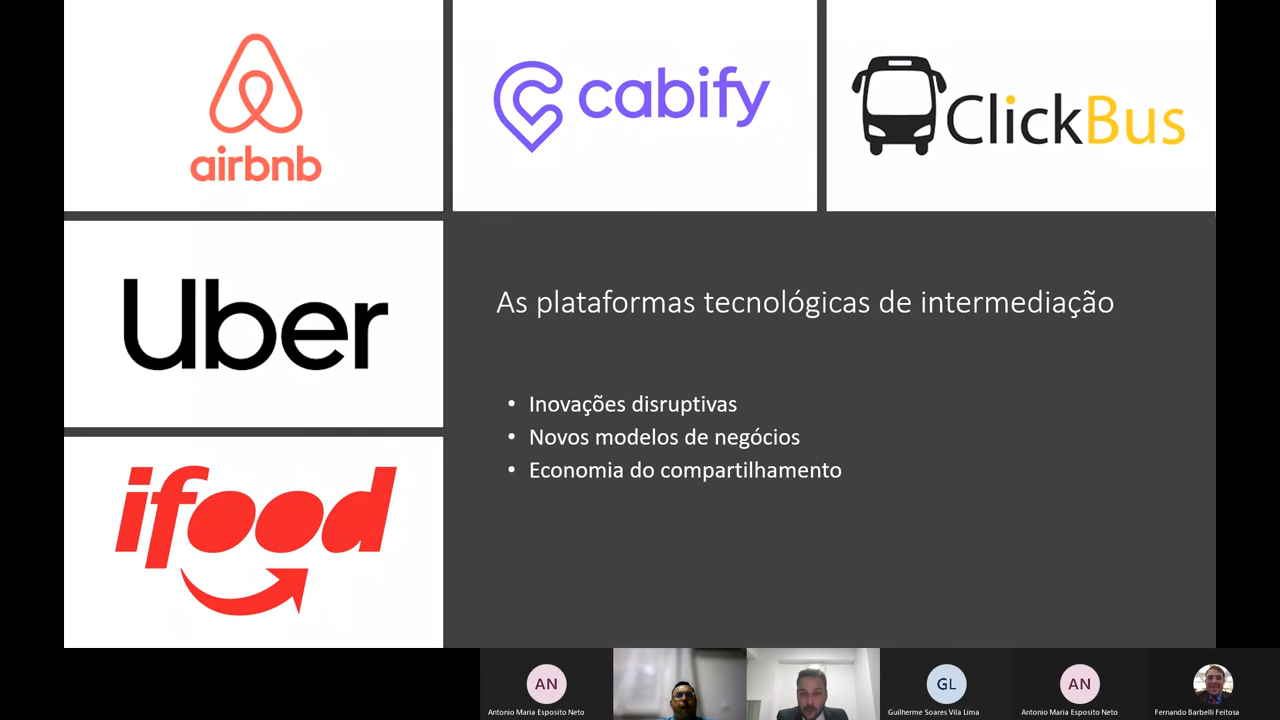 airbnb
cabify
ClickBus
Uber
ifood
As plataformas tecnológicas de intermediação
• Inovações disruptivas
• Novos modelos de negócios
• Economia do compartilhamento
AN
GL
AN
Antonio Maria Esposito Neto
Guilherme Soares Vila Lima
Antonio Maria Esposito Neto
Fernando Barbelli Feitosa